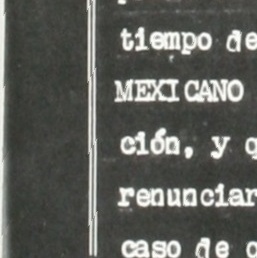 tiempo de
MEXICANO
ción, y
renunciar
caso de